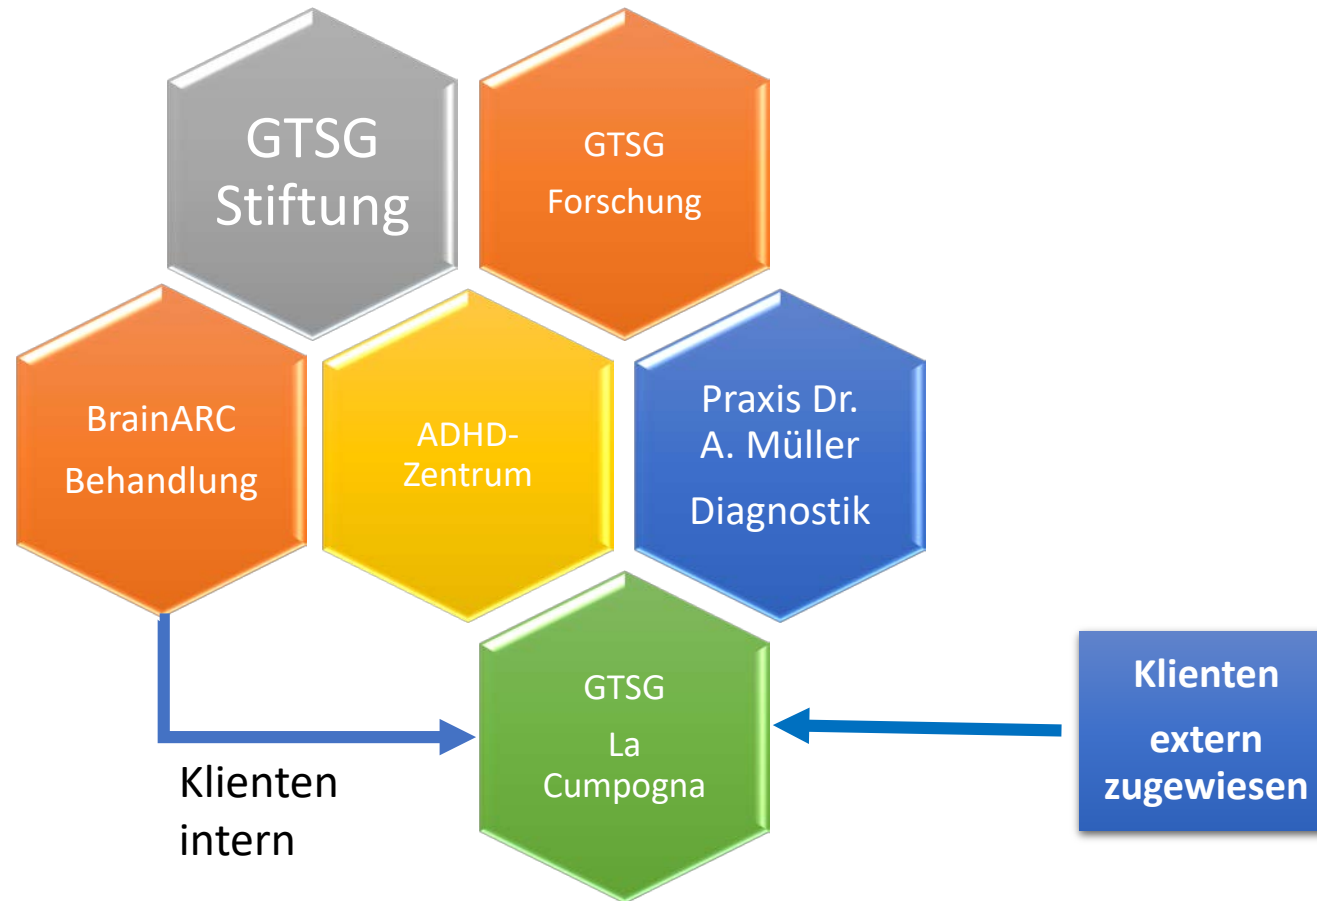 GTSG
Stiftung
GTSG
Forschung
BrainARC
Behandlung
ADHD-
Zentrum
Praxis Dr.
A. Müller
Diagnostik
GTSG
La
Cumpogna
Klienten
intern
Klienten
extern
zugewiesen